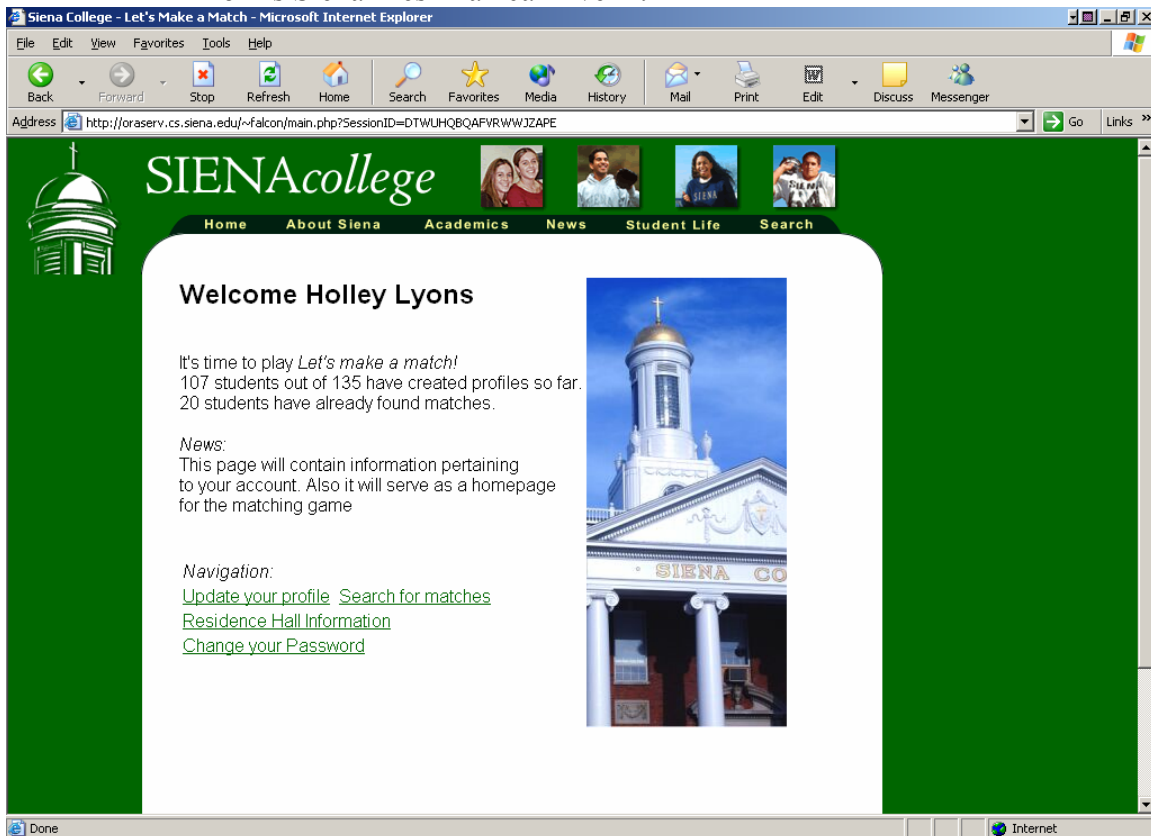 Siena College - Let's Make a Match - Microsoft Internet Explorer
File Edit View Favorites Tools Help
Back Forward Stop Refresh Home Search Favorites Media History Mail Print Edit Discuss Messenger
Address http://oraserv.cs.siena.edu/~falcon/main.php?SessionID=DTWUHQBQAFVRWWJZAPE Go Links »
SIENAcollege
SIENA
Home About Siena Academics News Student Life Search
Welcome Holley Lyons
It's time to play Let's make a match!
107 students out of 135 have created profiles so far.
20 students have already found matches.
News:
This page will contain information pertaining
to your account. Also it will serve as a homepage
for the matching game
SIENA CO
Navigation:
Update your profile Search for matches
Residence Hall Information
Change your Password
Done Internet